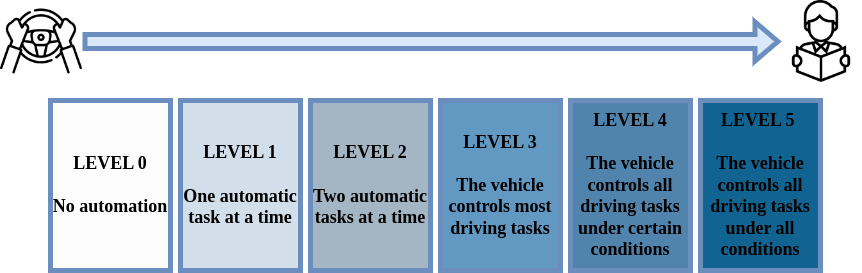 LEVEL 0
No automation
LEVEL 1
One automatic
task at a time
LEVEL 2
Two automatic
tasks at a time
LEVEL 3
The vehicle
controls most
driving tasks
LEVEL 4
The vehicle
controls all
driving tasks
under certain
conditions
LEVEL 5
The vehicle
controls all
driving tasks
under all
conditions